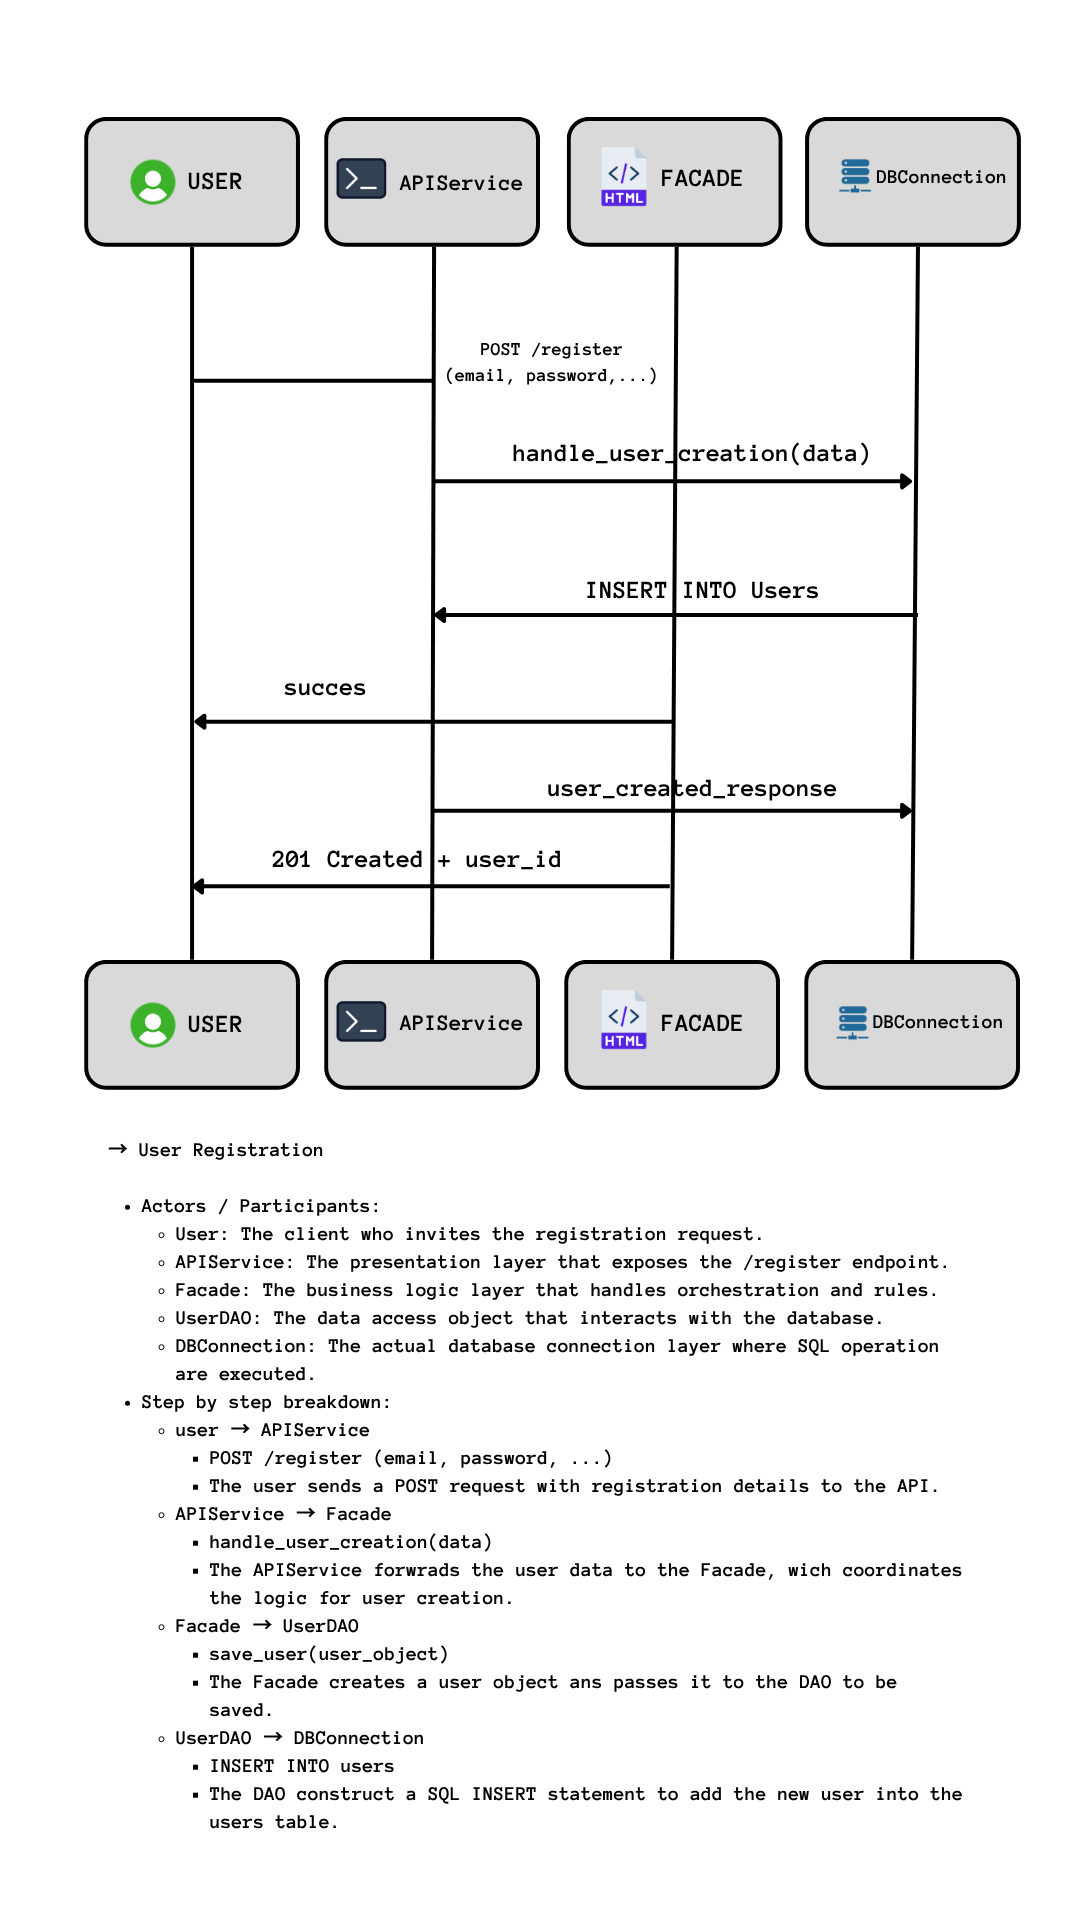 USER
APIService
HTML
FACADE
DBConnection
POST /register
(email, password,...)
handle_user_creation(data)
INSERT INTO Users
succes
user_created_response
201 Created + user_id
USER
APIService
HTML
FACADE
DBConnection
→ User Registration
• Actors / Participants:
◦ User: The client who invites the registration request.
◦ APIService: The presentation layer that exposes the /register endpoint.
◦ Facade: The business logic layer that handles orchestration and rules.
◦ UserDAO: The data access object that interacts with the database.
◦ DBConnection: The actual database connection layer where SQL operation
are executed.
• Step by step breakdown:
◦ user → APIService
▪ POST /register (email, password, ...)
▪ The user sends a POST request with registration details to the API.
◦ APIService → Facade
▪ handle_user_creation(data)
▪ The APIService forwrads the user data to the Facade, wich coordinates
the logic for user creation.
◦ Facade → UserDAO
▪ save_user(user_object)
▪ The Facade creates a user object ans passes it to the DAO to be
saved.
◦ UserDAO → DBConnection
▪ INSERT INTO users
▪ The DAO construct a SQL INSERT statement to add the new user into the
users table.